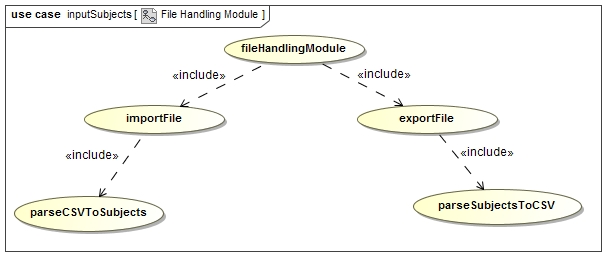 use case inputSubjects [ File Handling Module ]
fileHandlingModule
«include» «include»
importFile exportFile
«include» «include»
parseCSVToSubjects parseSubjectsToCSV